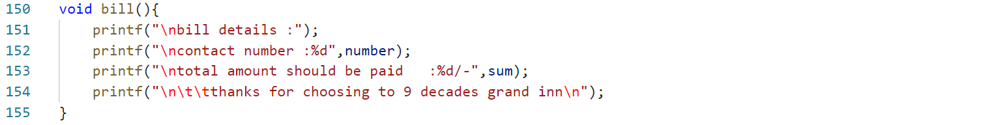 150 void bill(){
151     printf("\nbill details :");
152     printf("\ncontact number :%d",number);
153     printf("\ntotal amount should be paid   :%d/-",sum);
154     printf("\n\t\tthanks for choosing to 9 decades grand inn\n");
155 }